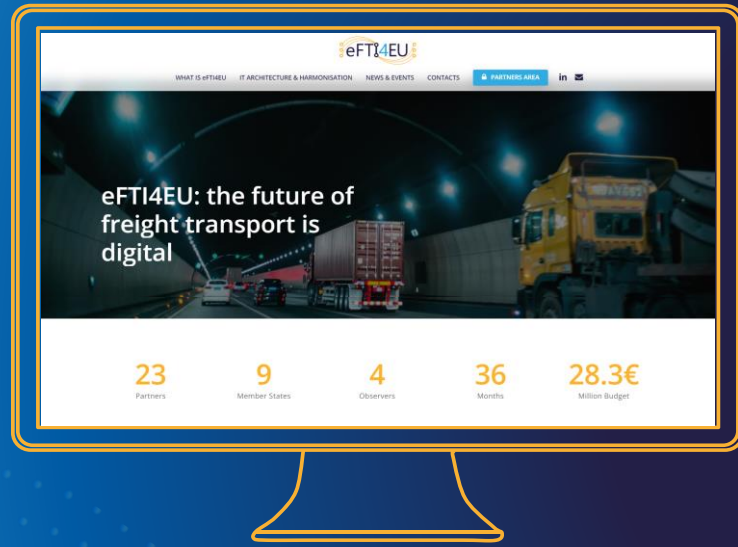 eFTI4EU
WHAT IS eFTI4EU IT ARCHITECTURE & HARMONISATION NEWS & EVENTS CONTACTS PARTNERS AREA in
eFTI4EU: the future of
freight transport is
digital
23 9 4 36 28.3€
Partners Member States Observers Months Million Budget